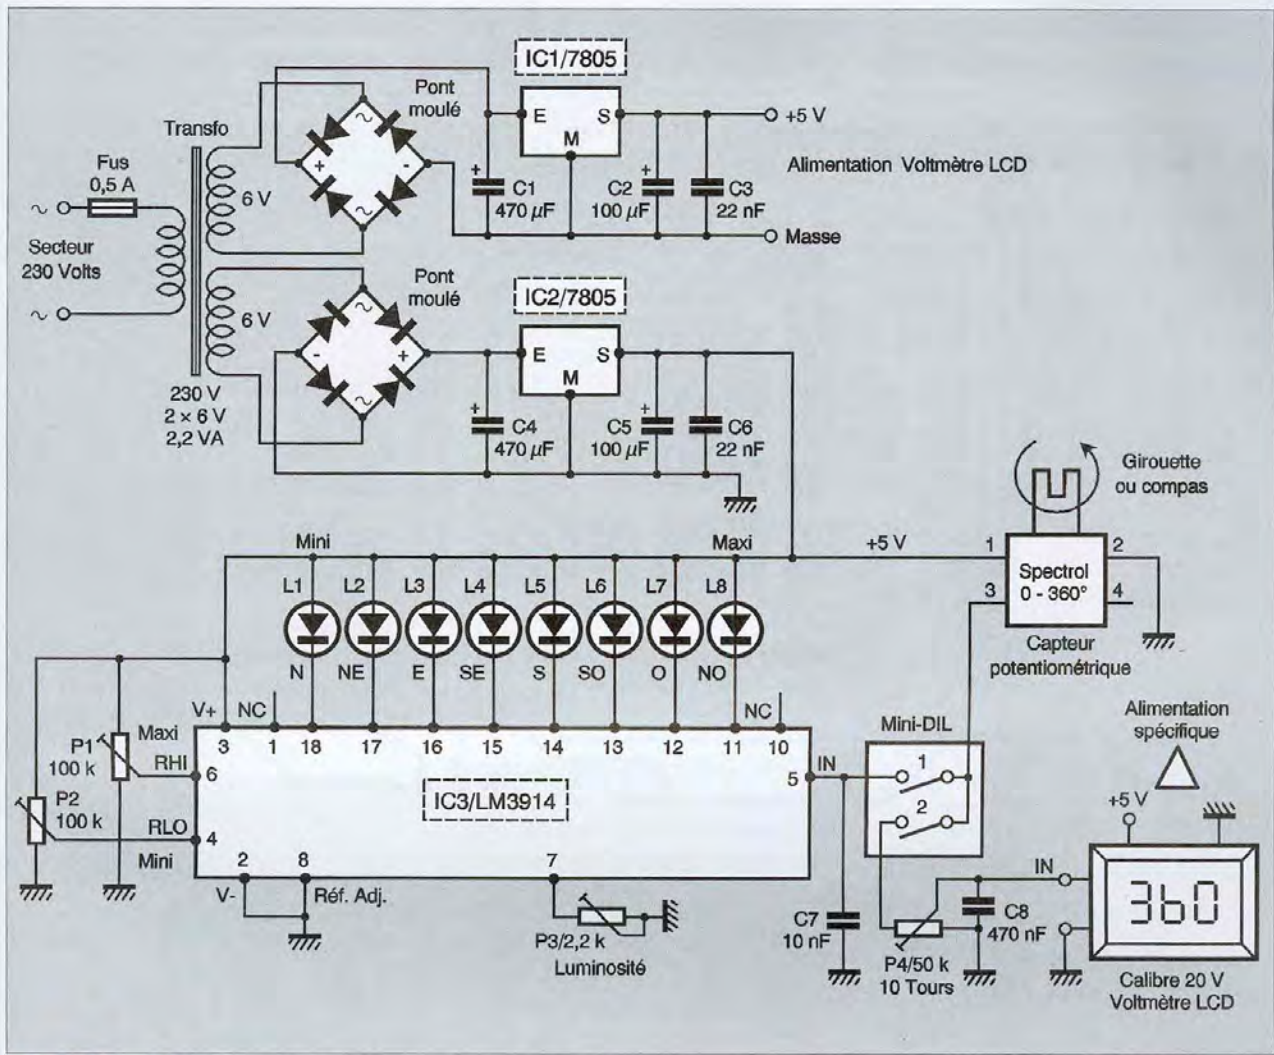 IC1/7805
Pont
moulé
E
S
M
+5 V
Transfo
Fus
0,5 A
~
~
+
-
6 V
+
C1
470 µF
+
C2
100 µF
C3
22 nF
Alimentation Voltmètre LCD
~
Secteur
230 Volts
~
Masse
~
Pont
moulé
IC2/7805
6 V
-
+
E
S
M
~
230 V
2 × 6 V
2,2 VA
+
C4
470 µF
+
C5
100 µF
C6
22 nF
Girouette
ou compas
Mini
Maxi
+5 V
1
2
Spectrol
0 - 360°
3
4
Capteur
potentiométrique
L1
L2
L3
L4
L5
L6
L7
L8
N
NE
E
SE
S
SO
O
NO
V+
NC
NC
3
1
18
17
16
15
14
13
12
11
10
P1
100 k
Maxi
RHI
6
P2
100 k
RLO
4
Mini
IC3/LM3914
5
IN
Mini-DIL
1
2
Alimentation
spécifique
+5 V
2
8
7
V-
Réf. Adj.
P3/2,2 k
Luminosité
C7
10 nF
P4/50 k
10 Tours
C8
470 nF
IN
360
Calibre 20 V
Voltmètre LCD